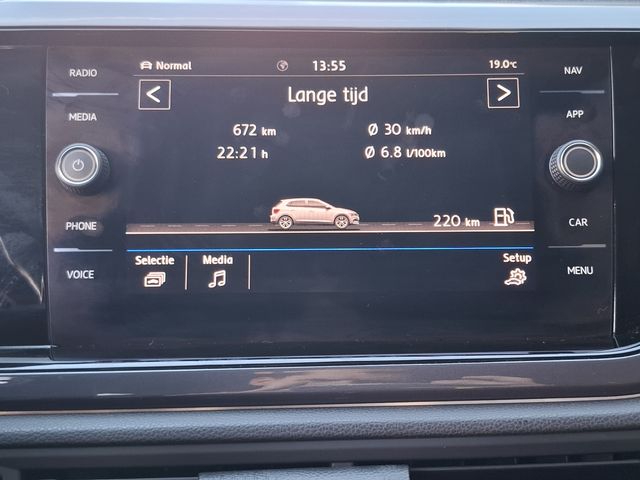 RADIO
MEDIA
PHONE
VOICE
Normal
13:55
19.0°C
Lange tijd
672 km
Ø 30 km/h
22:21 h
Ø 6.8 l/100km
220 km
Selectie
Media
Setup
NAV
APP
CAR
MENU